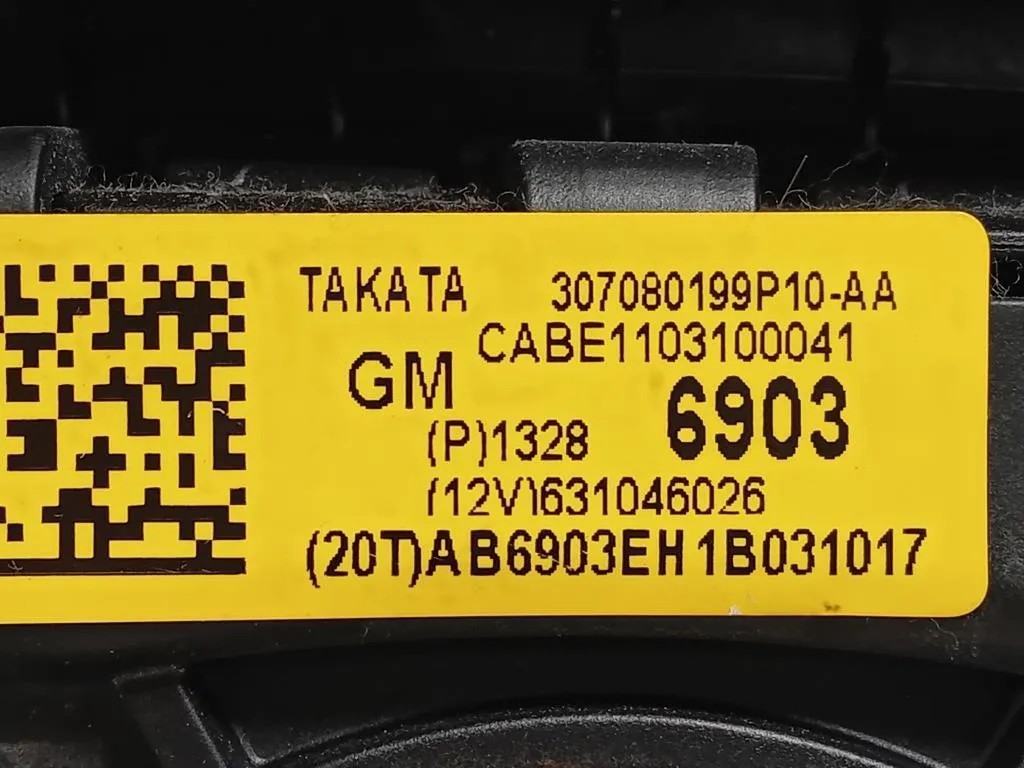 TAKATA 307080199P10-AA
CABE1103100041
GM
(P)1328 6903
(12V)631046026
(20T)AB6903EH1B031017